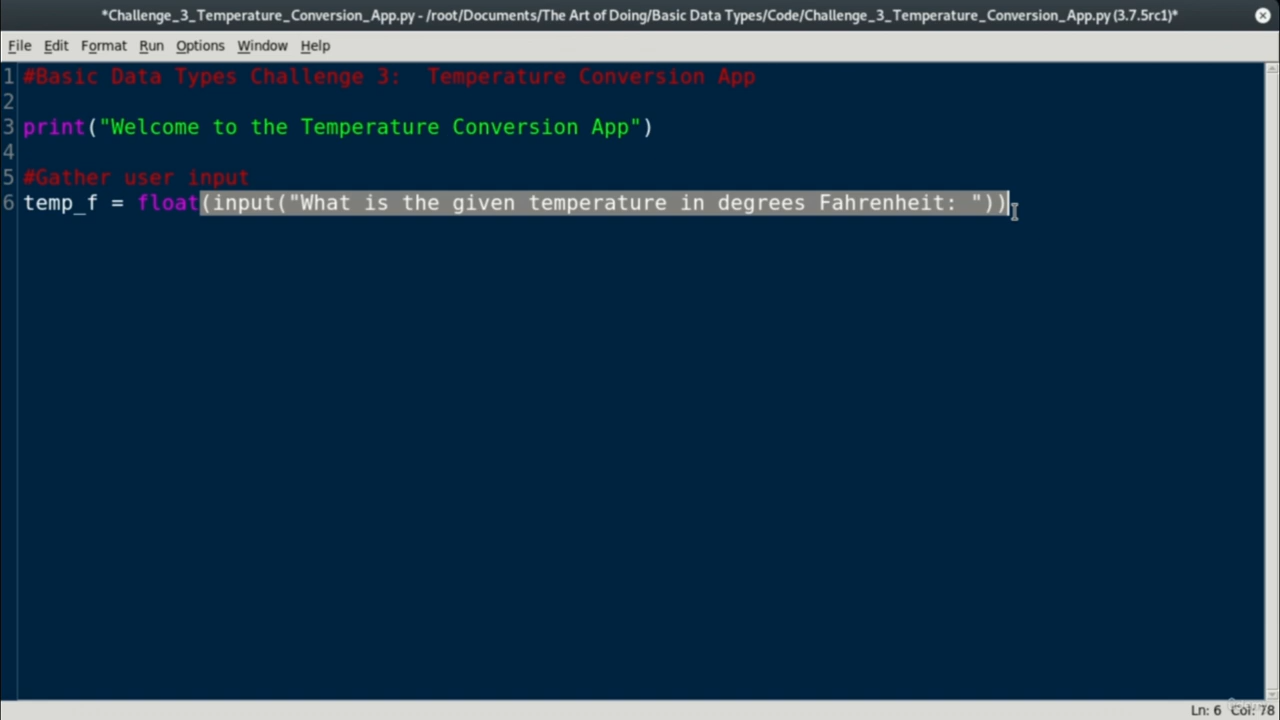 *Challenge_3_Temperature_Conversion_App.py - /root/Documents/The Art of Doing/Basic Data Types/Code/Challenge_3_Temperature_Conversion_App.py (3.7.5rc1)*
File Edit Format Run Options Window Help
1 #Basic Data Types Challenge 3:  Temperature Conversion App
2
3 print("Welcome to the Temperature Conversion App")
4
5 #Gather user input
6 temp_f = float(input("What is the given temperature in degrees Fahrenheit: "))
Ln: 6 Col: 78